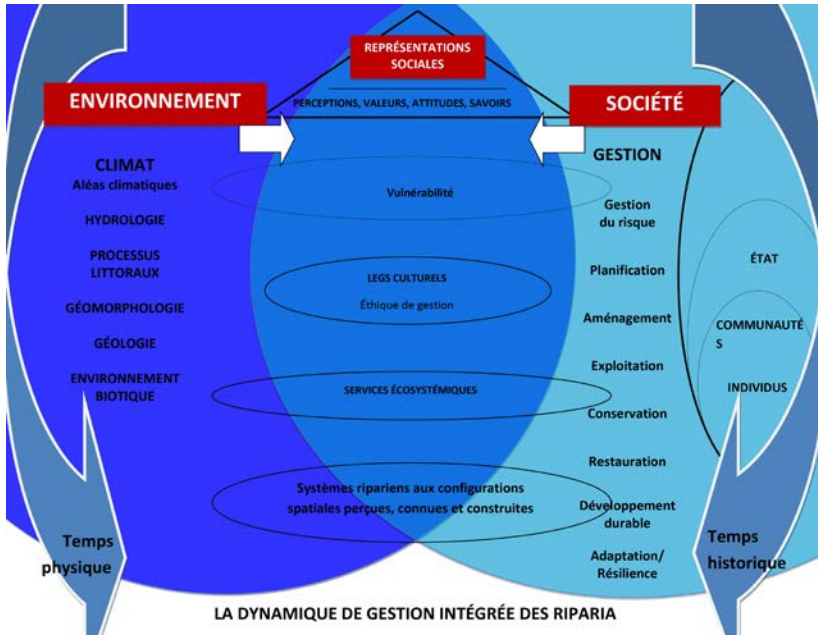 REPRÉSENTATIONS
SOCIALES
PERCEPTIONS, VALEURS, ATTITUDES, SAVOIRS
ENVIRONNEMENT
CLIMAT
Aléas climatiques
HYDROLOGIE
PROCESSUS
LITTORAUX
GÉOMORPHOLOGIE
GÉOLOGIE
ENVIRONNEMENT
BIOTIQUE
Temps
physique
Vulnérabilité
LEGS CULTURELS
Éthique de gestion
SERVICES ÉCOSYSTÉMIQUES
Systèmes ripariens aux configurations
spatiales perçues, connues et construites
SOCIÉTÉ
GESTION
Gestion
du risque
Planification
Aménagement
Exploitation
Conservation
Restauration
Développement
durable
Adaptation/
Résilience
ÉTAT
COMMUNAUTÉ
S
INDIVIDUS
Temps
historique
LA DYNAMIQUE DE GESTION INTÉGRÉE DES RIPARIA